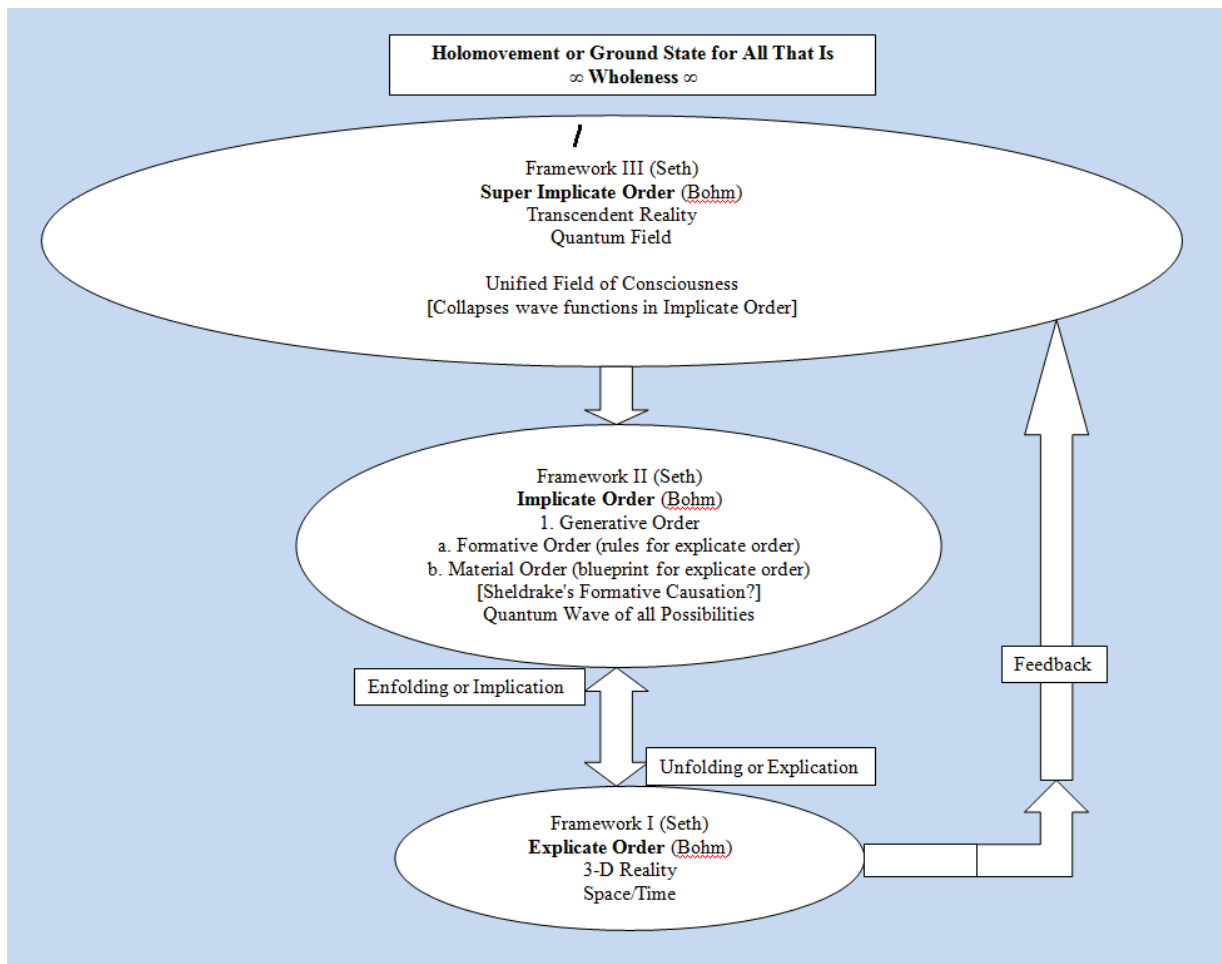 Holomovement or Ground State for All That Is
∞ Wholeness ∞
Framework III (Seth)
Super Implicate Order (Bohm)
Transcendent Reality
Quantum Field
Unified Field of Consciousness
[Collapses wave functions in Implicate Order]
Framework II (Seth)
Implicate Order (Bohm)
1. Generative Order
a. Formative Order (rules for explicate order)
b. Material Order (blueprint for explicate order)
[Sheldrake's Formative Causation?]
Quantum Wave of all Possibilities
Feedback
Enfolding or Implication
Unfolding or Explication
Framework I (Seth)
Explicate Order (Bohm)
3-D Reality
Space/Time